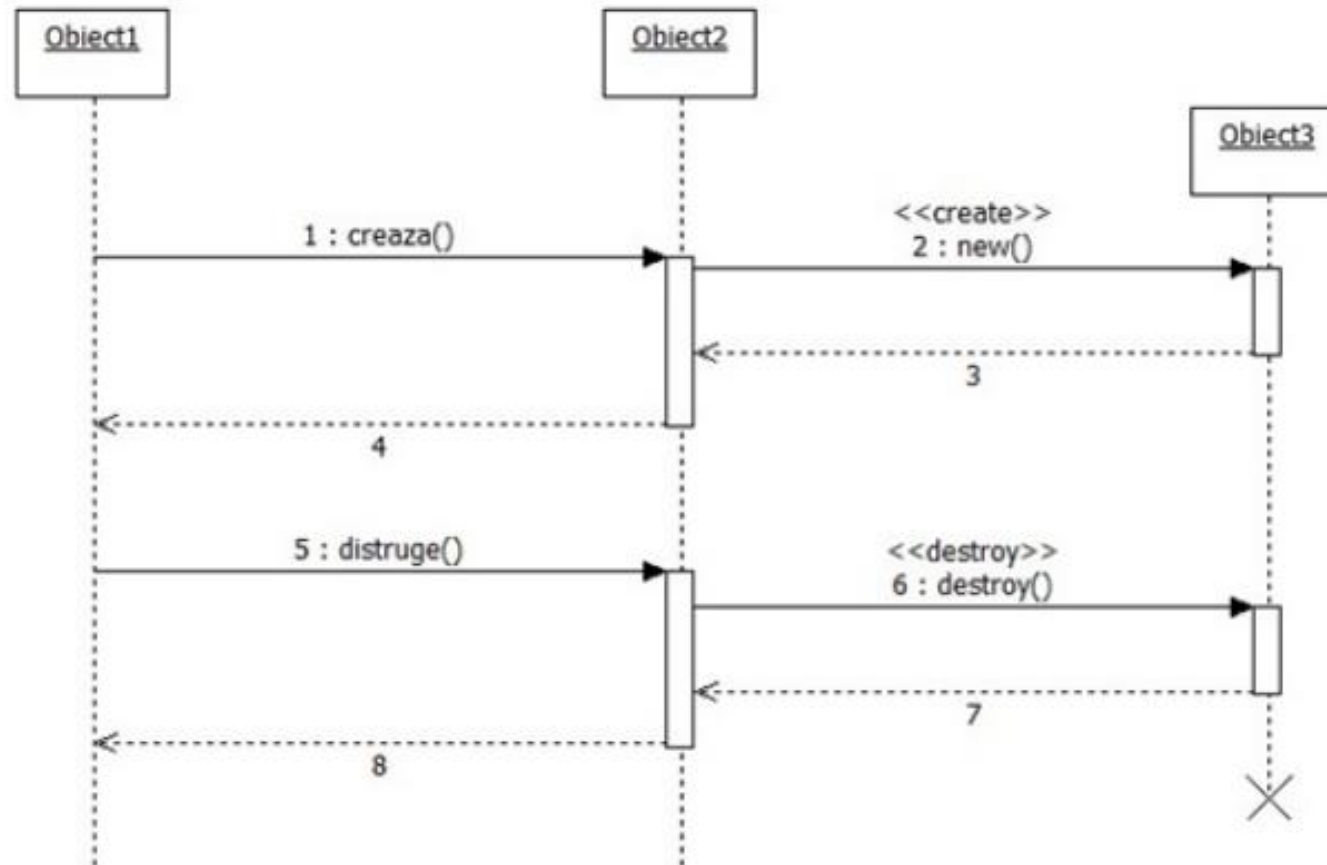 Obiect1
Obiect2
Obiect3
<<create>>
1 : creaza()
2 : new()
3
4
<<destroy>>
5 : distruge()
6 : destroy()
7
8